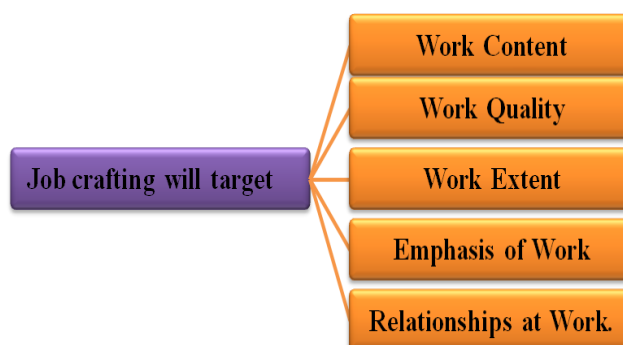 Job crafting will target
Work Content
Work Quality
Work Extent
Emphasis of Work
Relationships at Work.